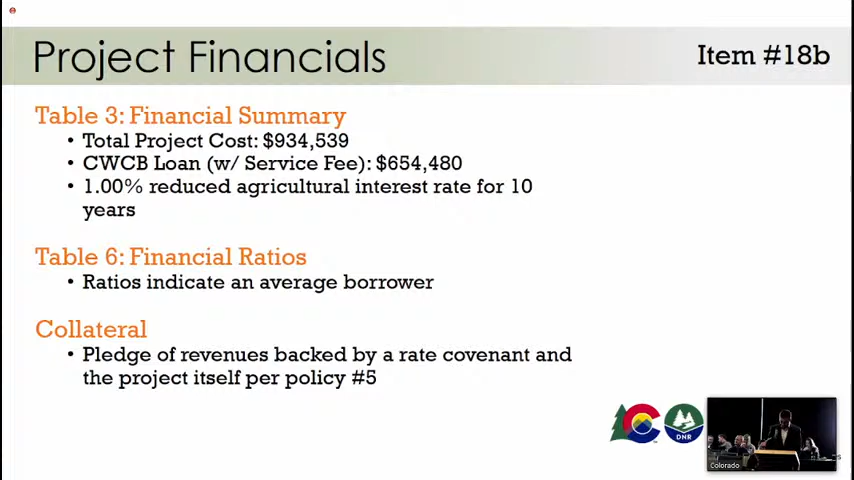 Project Financials
Item #18b
Table 3: Financial Summary
• Total Project Cost: $934,539
• CWCB Loan (w/ Service Fee): $654,480
• 1.00% reduced agricultural interest rate for 10
years
Table 6: Financial Ratios
• Ratios indicate an average borrower
Collateral
• Pledge of revenues backed by a rate covenant and
the project itself per policy #5
DNR
Colorado